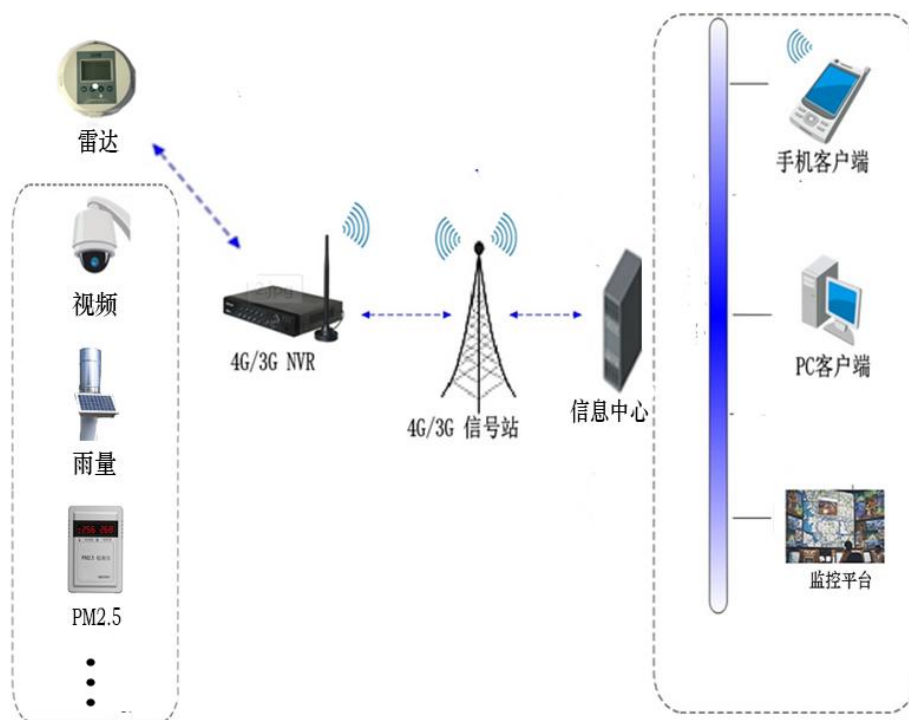 雷达
视频
雨量
PM2.5
4G/3G NVR
4G/3G 信号站
信息中心
手机客户端
PC客户端
监控平台